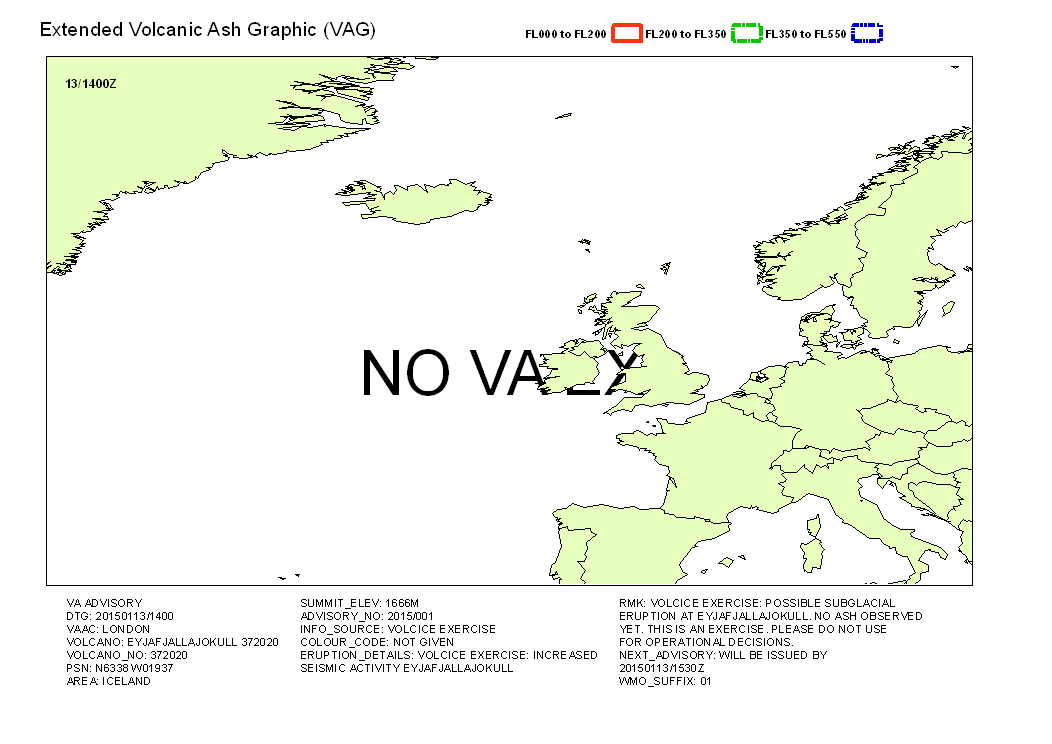 Extended Volcanic Ash Graphic (VAG)
FL000 to FL200 FL200 to FL350 FL350 to FL550
13/1400Z
NO VA
VA ADVISORY
DTG: 20150113/1400
VAAC: LONDON
VOLCANO: EYJAFJALLAJOKULL 372020
VOLCANO_NO: 372020
PSN: N6338 W01937
AREA: ICELAND
SUMMIT_ELEV: 1666M
ADVISORY_NO: 2015/001
INFO_SOURCE: VOLCICE EXERCISE
COLOUR_CODE: NOT GIVEN
ERUPTION_DETAILS: VOLCICE EXERCISE: INCREASED
SEISMIC ACTIVITY EYJAFJALLAJOKULL
RMK: VOLCICE EXERCISE: POSSIBLE SUBGLACIAL
ERUPTION AT EYJAFJALLAJOKULL. NO ASH OBSERVED
YET. THIS IS AN EXERCISE. PLEASE DO NOT USE
FOR OPERATIONAL DECISIONS.
NEXT_ADVISORY: WILL BE ISSUED BY
20150113/1530Z
WMO_SUFFIX: 01